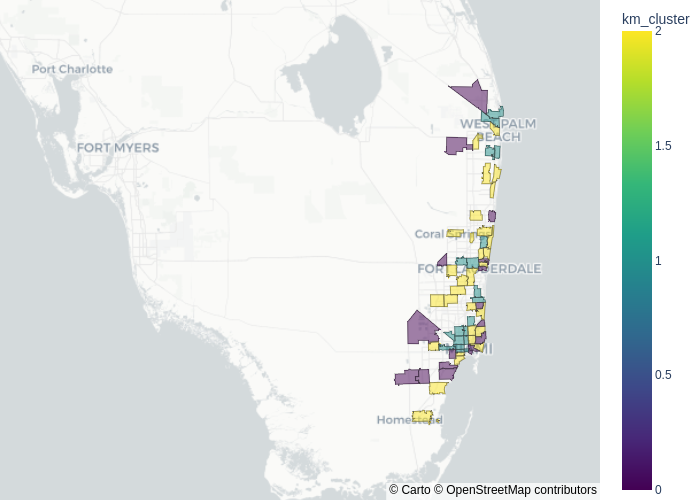 km_cluster
2
Port Charlotte
WEST PALM
BEACH
1.5
FORT MYERS
Coral Springs
1
FORT LAUDERDALE
0.5
MIAMI
Homestead
0
© Carto © OpenStreetMap contributors